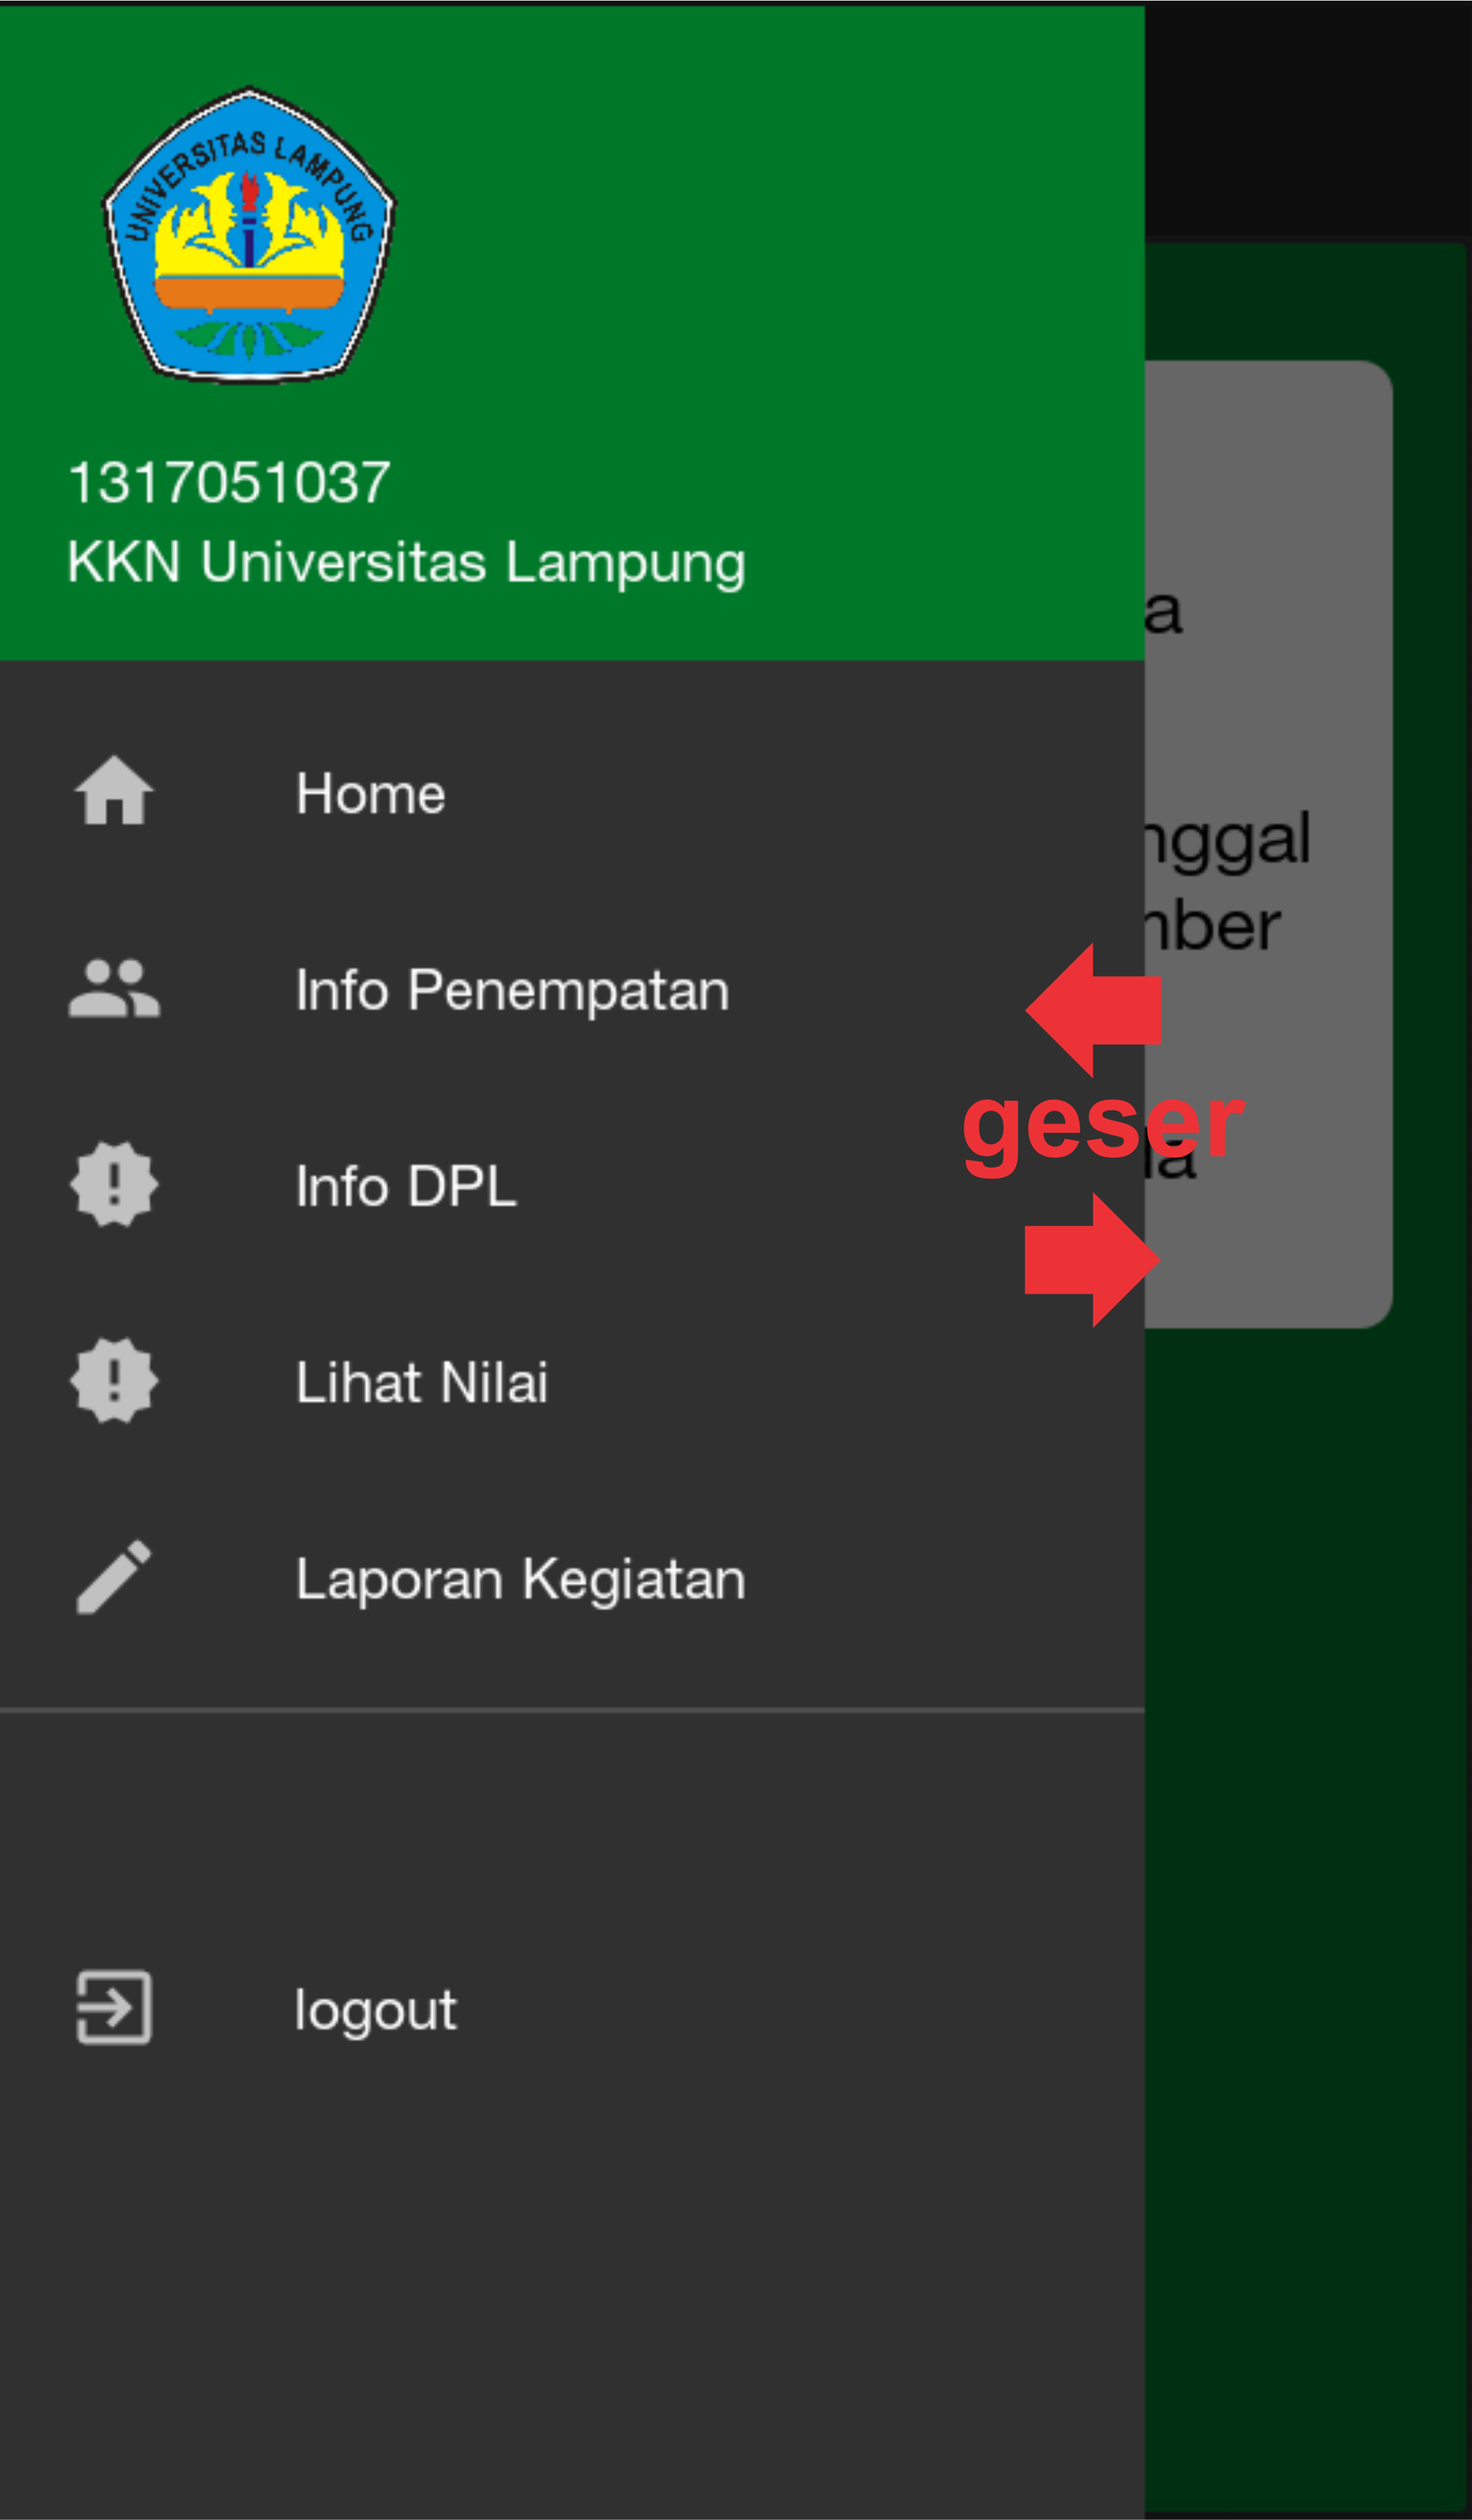 UNIVERSITAS LAMPUNG
1317051037
KKN Universitas Lampung
Home
Info Penempatan
Info DPL
Lihat Nilai
Laporan Kegiatan
logout
a
nggal
mber
geser
la